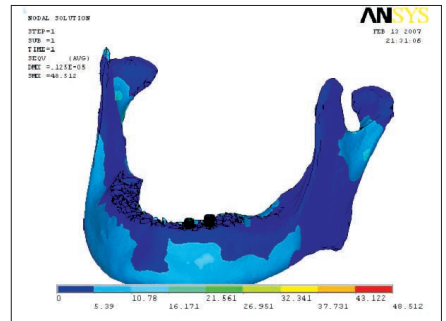 NODAL SOLUTION
STEP=1
SUB =1
TIME=1
SEQV (AVG)
DMX =.125E-05
SMX =48.512
ANSYS
FEB 13 2007
21:31:06
0 10.78 21.561 32.341 43.122
5.39 16.171 26.951 37.731 48.512